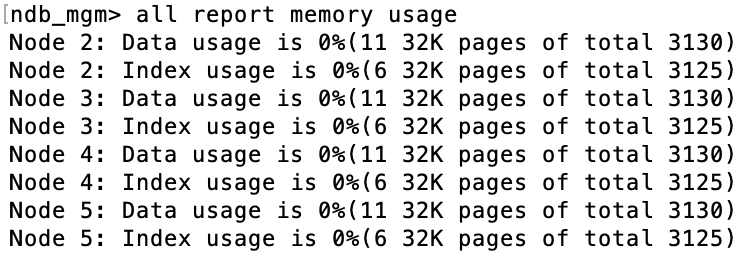 [ndb_mgm> all report memory usage
Node 2: Data usage is 0%(11 32K pages of total 3130)
Node 2: Index usage is 0%(6 32K pages of total 3125)
Node 3: Data usage is 0%(11 32K pages of total 3130)
Node 3: Index usage is 0%(6 32K pages of total 3125)
Node 4: Data usage is 0%(11 32K pages of total 3130)
Node 4: Index usage is 0%(6 32K pages of total 3125)
Node 5: Data usage is 0%(11 32K pages of total 3130)
Node 5: Index usage is 0%(6 32K pages of total 3125)